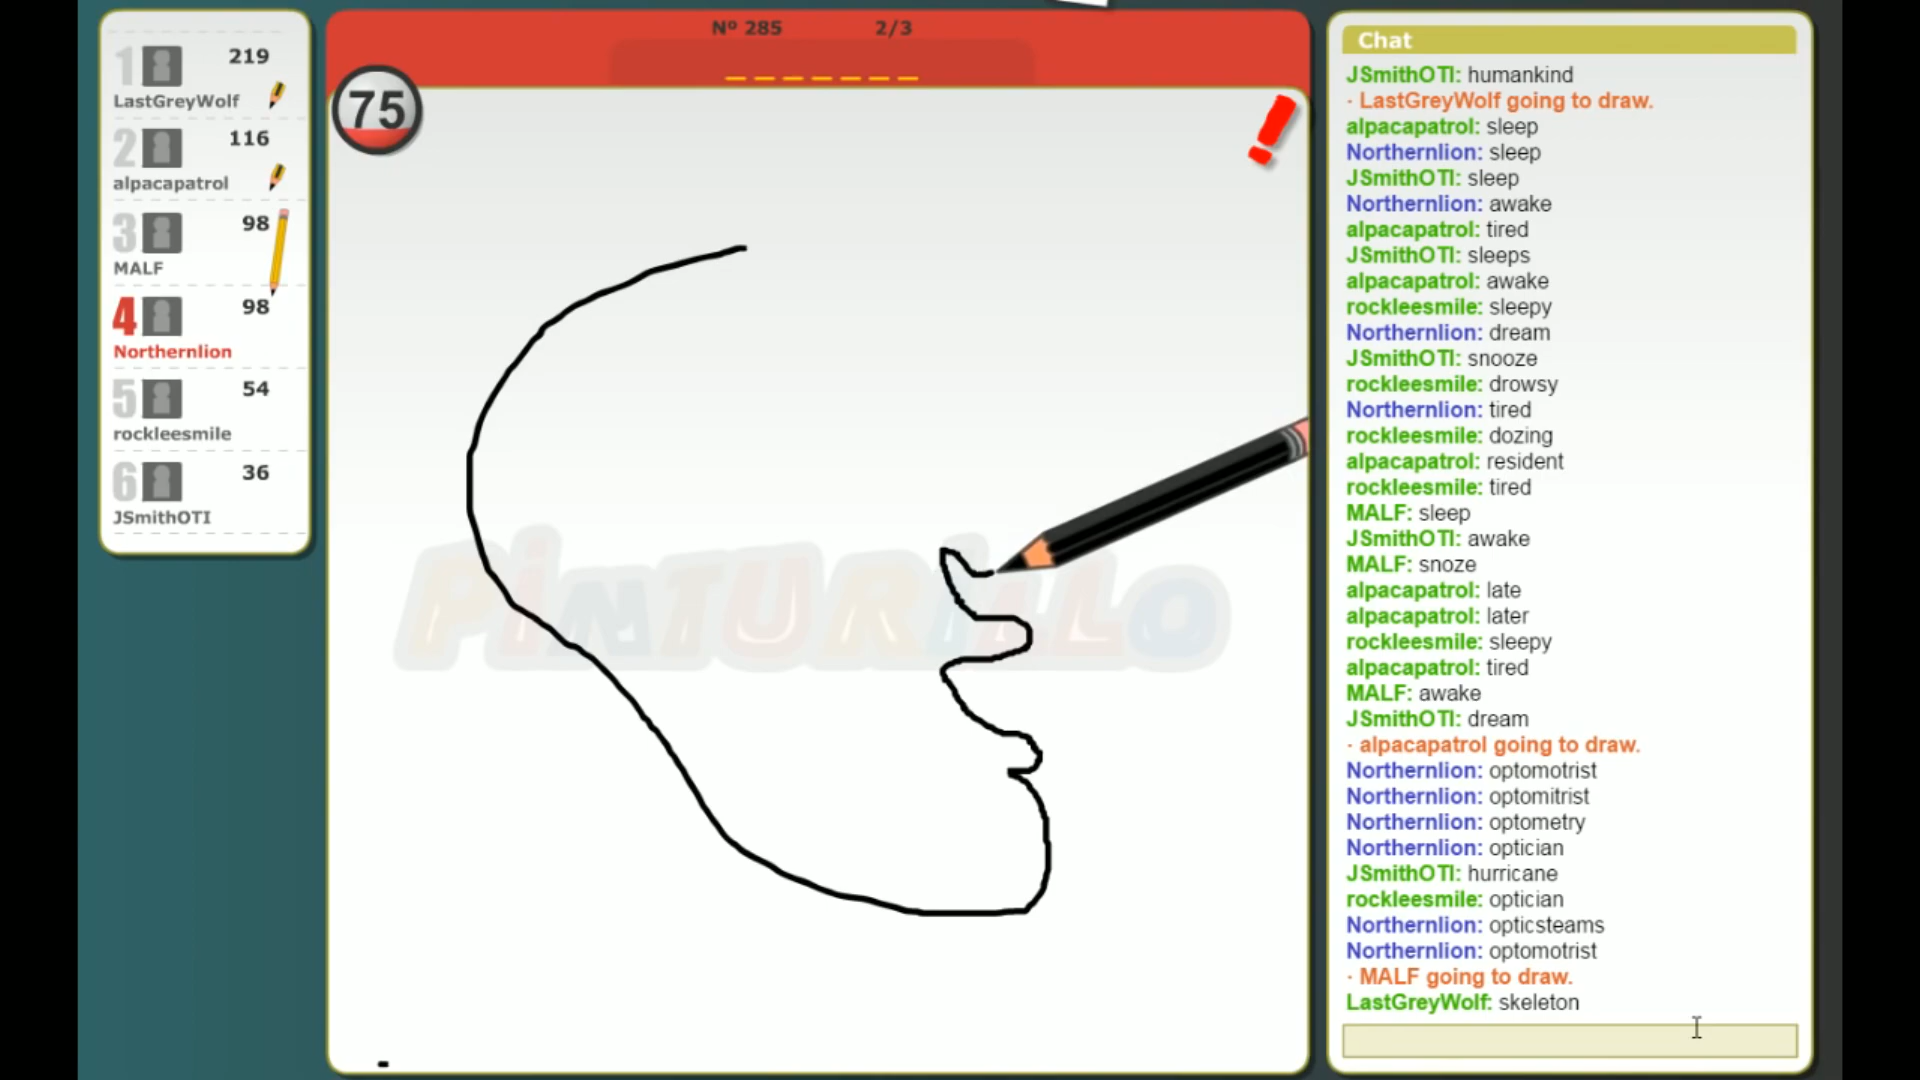 1 219
LastGreyWolf
2 116
alpacapatrol
3 98
MALF
4 98
Northernlion
5 54
rockleesmile
6 36
JSmithOTI
Nº 285 2/3
_ _ _ _ _ _ _ _
75
PiNTURILLO
Chat
JSmithOTI: humankind
· LastGreyWolf going to draw.
alpacapatrol: sleep
Northernlion: sleep
JSmithOTI: sleep
Northernlion: awake
alpacapatrol: tired
JSmithOTI: sleeps
alpacapatrol: awake
rockleesmile: sleepy
Northernlion: dream
JSmithOTI: snooze
rockleesmile: drowsy
Northernlion: tired
rockleesmile: dozing
alpacapatrol: resident
rockleesmile: tired
MALF: sleep
JSmithOTI: awake
MALF: snoze
alpacapatrol: late
alpacapatrol: later
rockleesmile: sleepy
alpacapatrol: tired
MALF: awake
JSmithOTI: dream
· alpacapatrol going to draw.
Northernlion: optomotrist
Northernlion: optomitrist
Northernlion: optometry
Northernlion: optician
JSmithOTI: hurricane
rockleesmile: optician
Northernlion: opticsteams
Northernlion: optomotrist
· MALF going to draw.
LastGreyWolf: skeleton